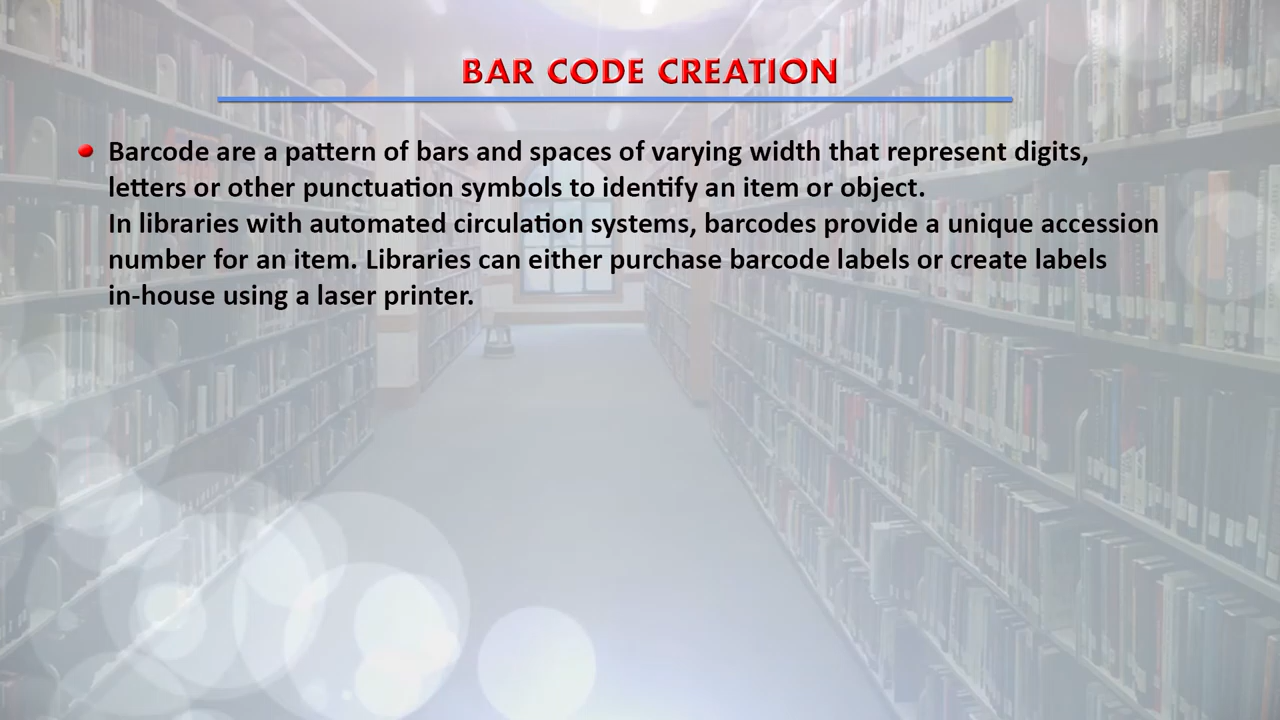 BAR CODE CREATION
Barcode are a pattern of bars and spaces of varying width that represent digits,
letters or other punctuation symbols to identify an item or object.
In libraries with automated circulation systems, barcodes provide a unique accession
number for an item. Libraries can either purchase barcode labels or create labels
in-house using a laser printer.